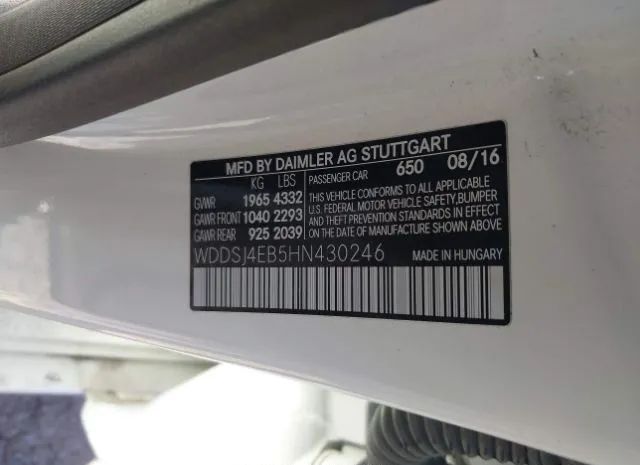 MFD BY DAIMLER AG STUTTGART
KG LBS PASSENGER CAR 650 08/16
GVWR 1965 4332
GAWR FRONT 1040 2293
GAWR REAR 925 2039
THIS VEHICLE CONFORMS TO ALL APPLICABLE
U.S. FEDERAL MOTOR VEHICLE SAFETY, BUMPER
AND THEFT PREVENTION STANDARDS IN EFFECT
ON THE DATE OF MANUFACTURE SHOWN ABOVE.
WDDSJ4EB5HN430246 MADE IN HUNGARY